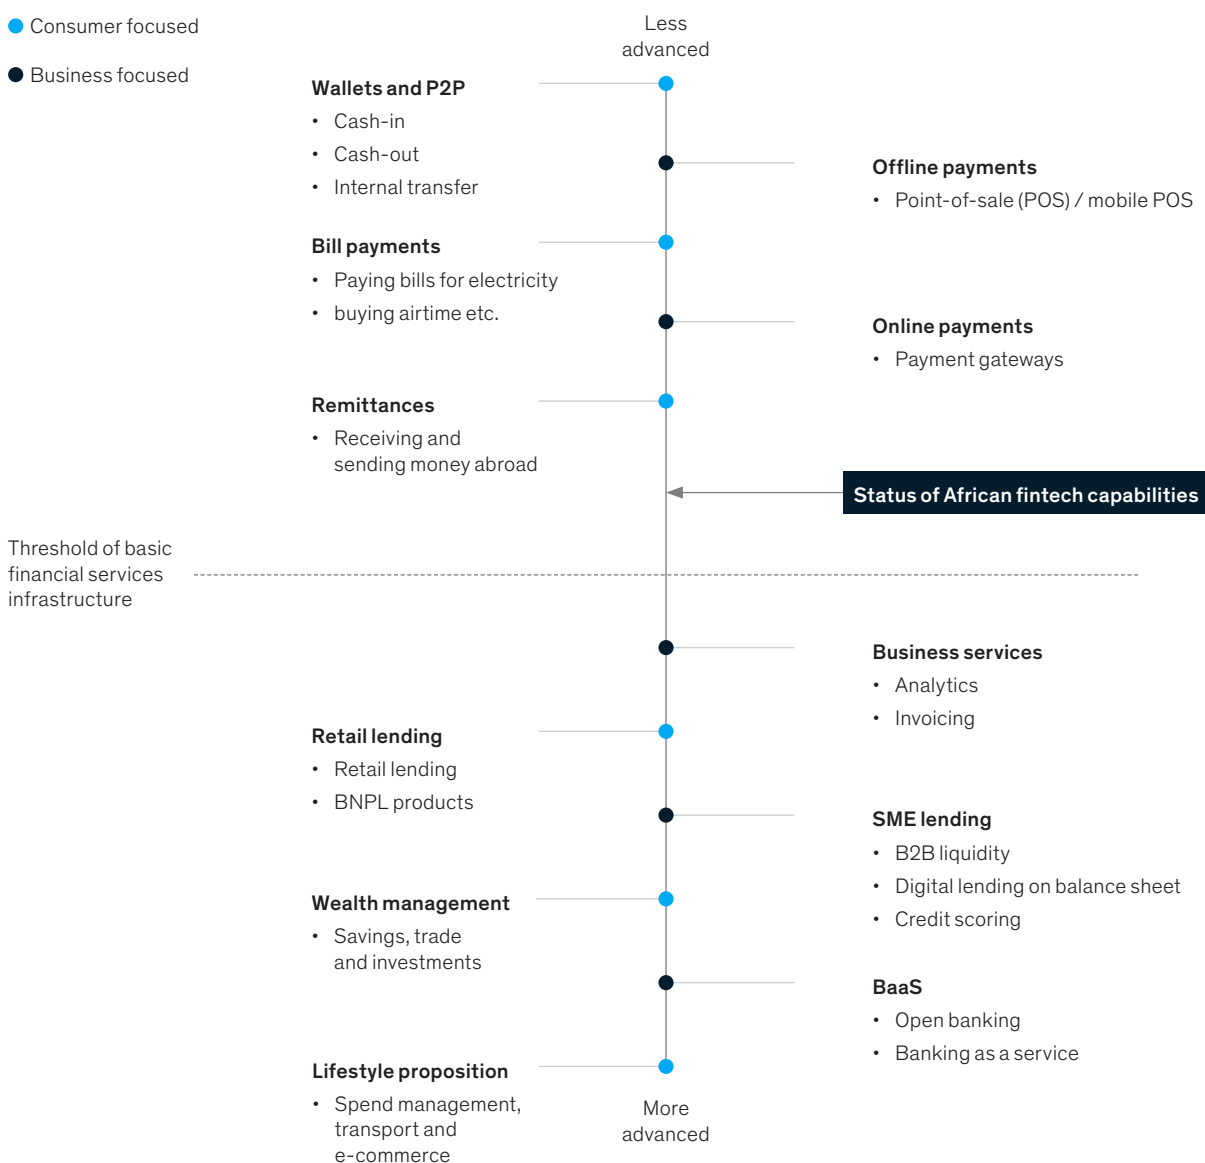 Consumer focused
Business focused
Less
advanced
Wallets and P2P
• Cash-in
• Cash-out
• Internal transfer
Offline payments
• Point-of-sale (POS) / mobile POS
Bill payments
• Paying bills for electricity
• buying airtime etc.
Online payments
• Payment gateways
Remittances
• Receiving and
sending money abroad
Status of African fintech capabilities
Threshold of basic
financial services
infrastructure
Business services
• Analytics
• Invoicing
Retail lending
• Retail lending
• BNPL products
SME lending
• B2B liquidity
• Digital lending on balance sheet
• Credit scoring
Wealth management
• Savings, trade
and investments
BaaS
• Open banking
• Banking as a service
Lifestyle proposition
• Spend management,
transport and
e-commerce
More
advanced